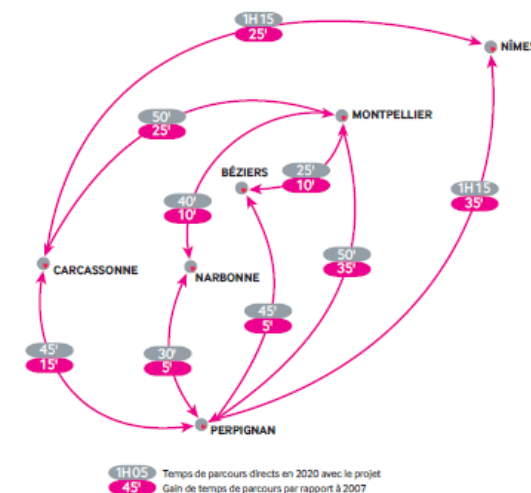 1H15
25'
NÎMES
50'
25'
MONTPELLIER
BÉZIERS
25'
10'
1H15
35'
40'
10'
50'
35'
CARCASSONNE
NARBONNE
45'
5'
45'
15'
30'
5'
PERPIGNAN
1H05 Temps de parcours directs en 2020 avec le projet
45' Gain de temps de parcours par rapport à 2007